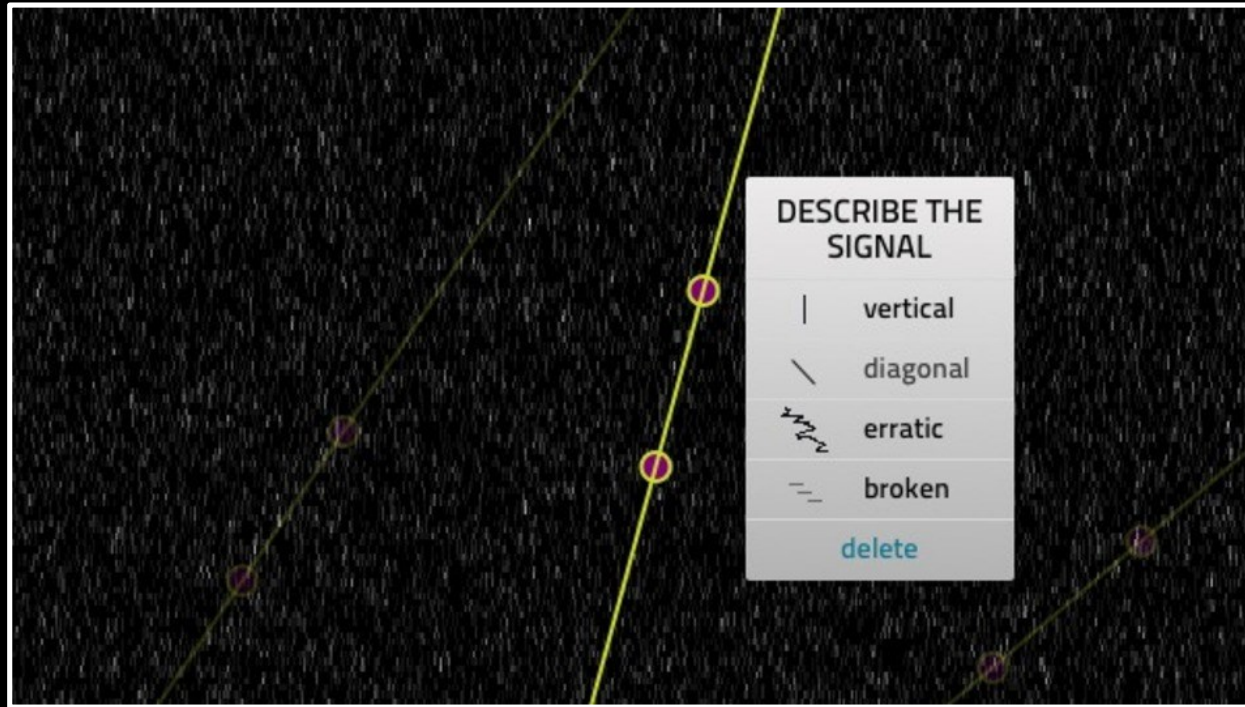 DESCRIBE THE
SIGNAL
vertical
diagonal
erratic
broken
delete